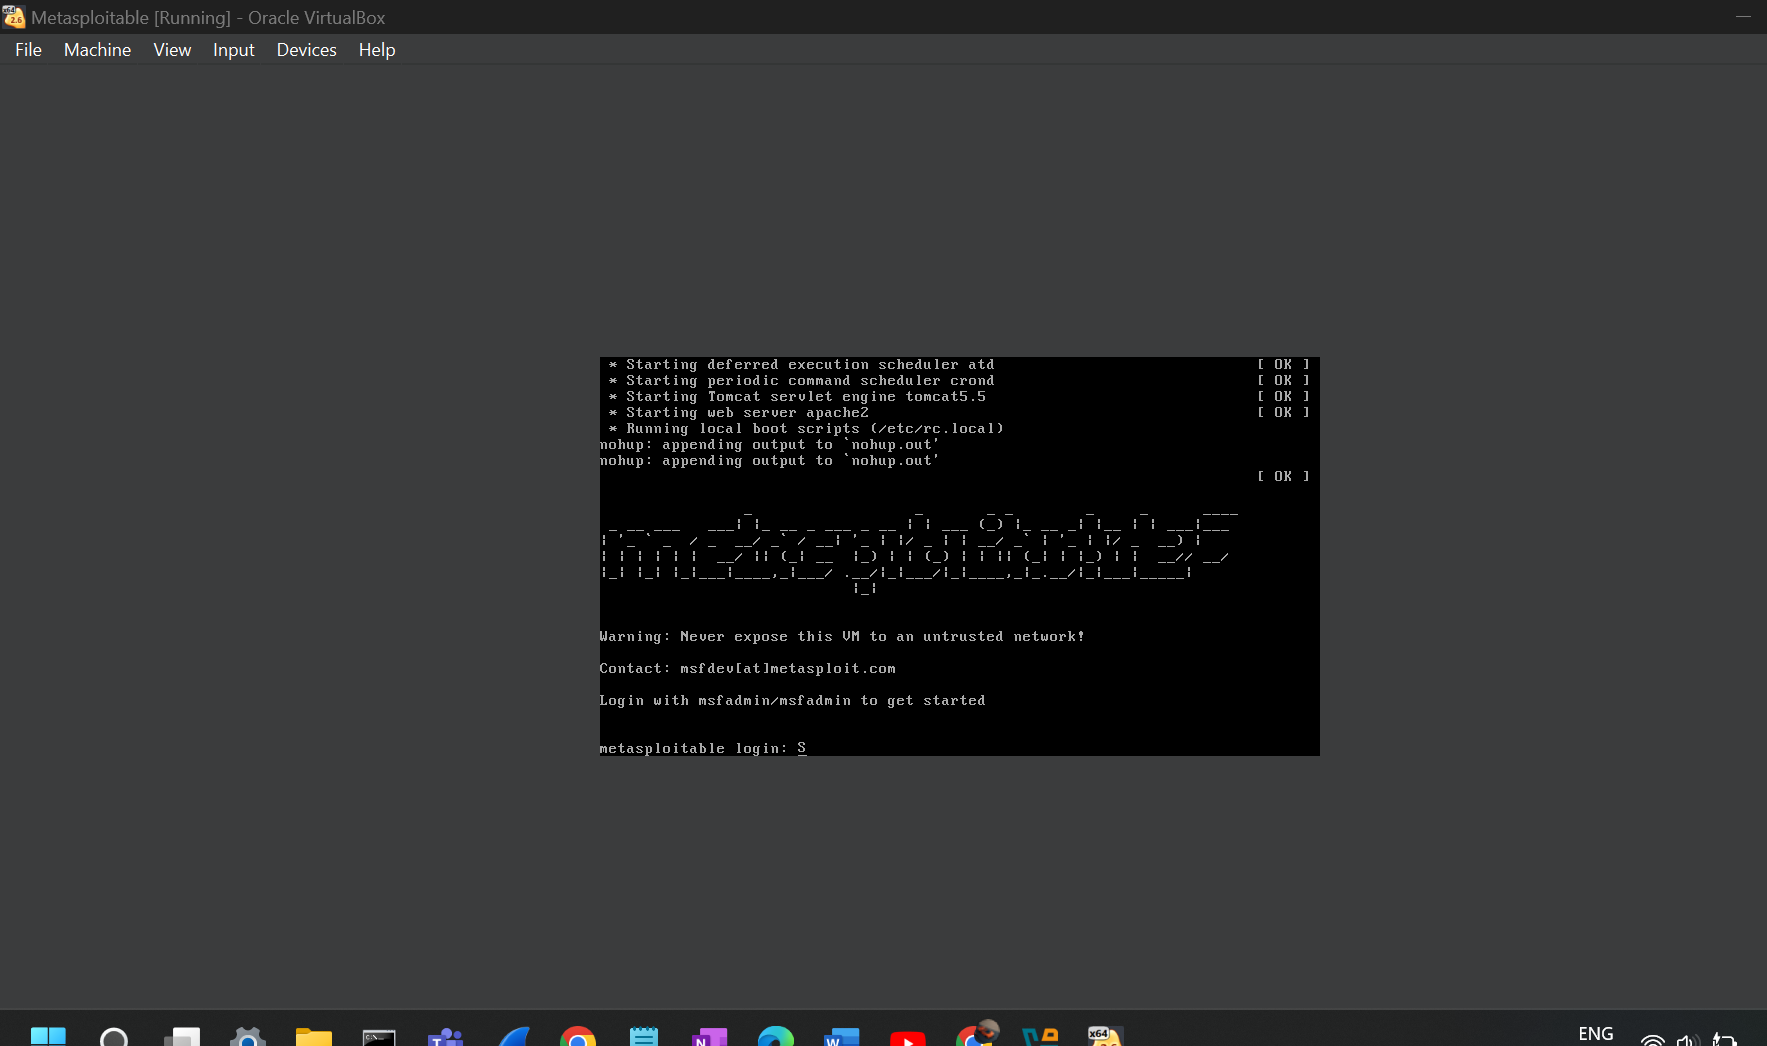 Metasploitable [Running] - Oracle VirtualBox
File Machine View Input Devices Help
* Starting deferred execution scheduler atd [ OK ]
* Starting periodic command scheduler crond [ OK ]
* Starting Tomcat servlet engine tomcat5.5 [ OK ]
* Starting web server apache2 [ OK ]
* Running local boot scripts (/etc/rc.local)
nohup: appending output to `nohup.out'
nohup: appending output to `nohup.out'
[ OK ]
metasploitable2
Warning: Never expose this VM to an untrusted network!
Contact: msfdev[at]metasploit.com
Login with msfadmin/msfadmin to get started
metasploitable login: S
ENG